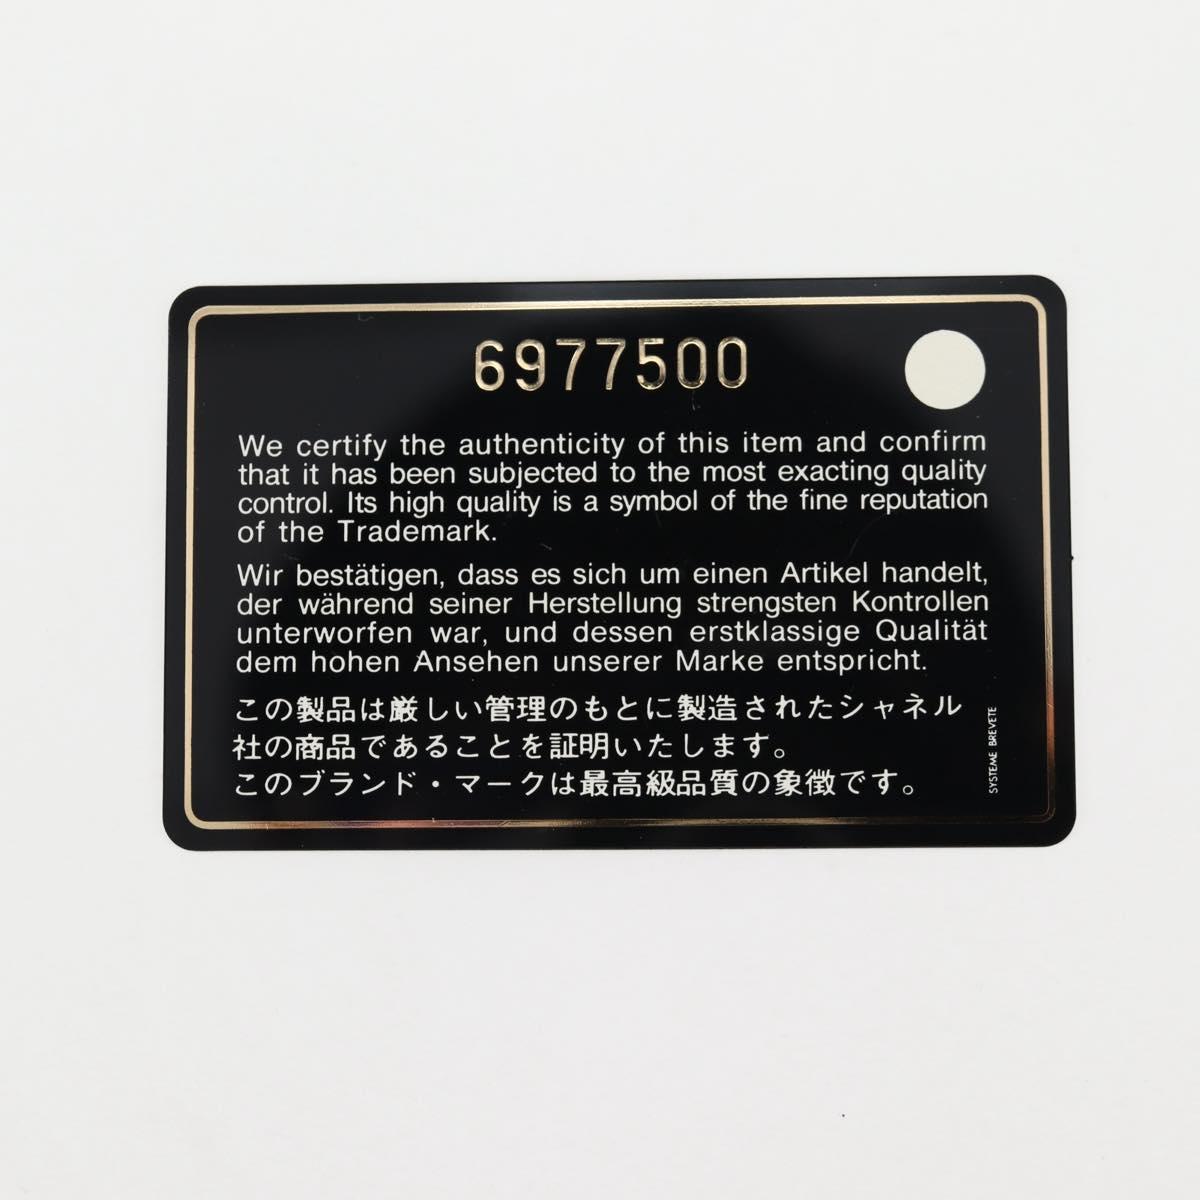 6977500
We certify the authenticity of this item and confirm
that it has been subjected to the most exacting quality
control. Its high quality is a symbol of the fine reputation
of the Trademark.
Wir bestätigen, dass es sich um einen Artikel handelt,
der während seiner Herstellung strengsten Kontrollen
unterworfen war, und dessen erstklassige Qualität
dem hohen Ansehen unserer Marke entspricht.
この製品は厳しい管理のもとに製造されたシャネル
社の商品であることを証明いたします。
このブランド・マークは最高級品質の象徴です。
SYSTEME BREVETE